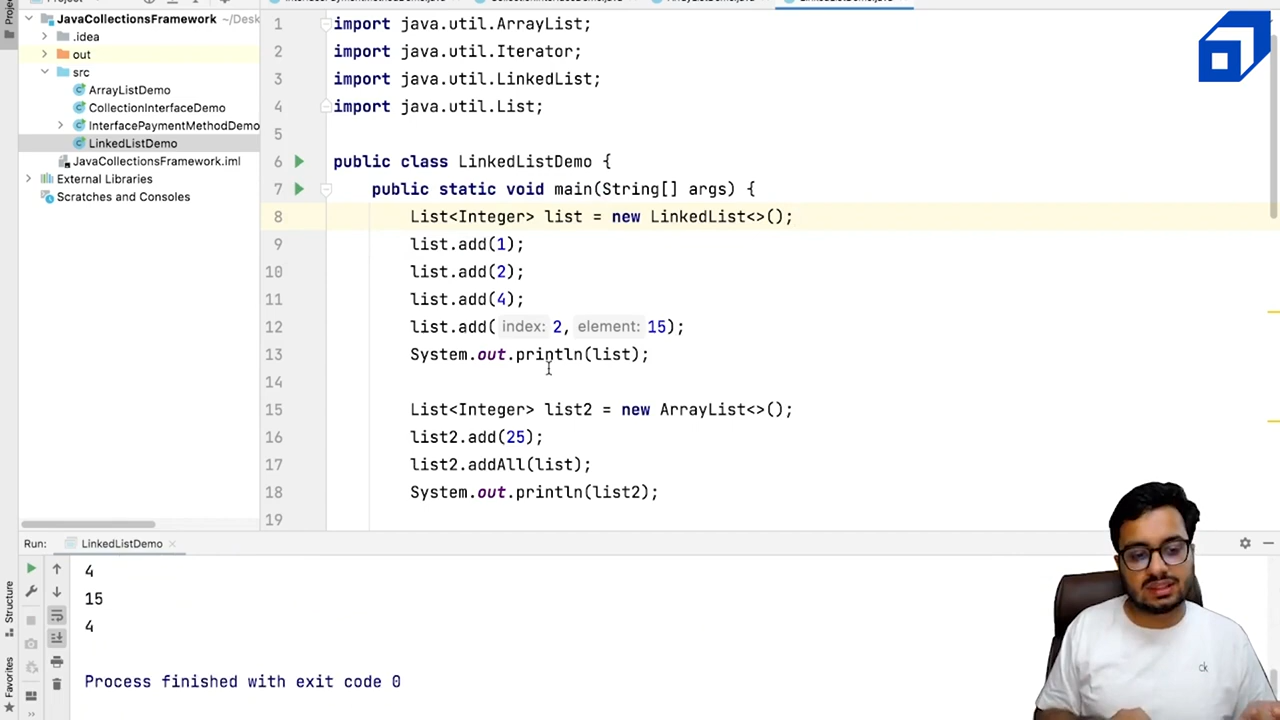 JavaCollectionsFramework ~/Desk
.idea
out
src
ArrayListDemo
CollectionInterfaceDemo
InterfacePaymentMethodDemo
LinkedListDemo
JavaCollectionsFramework.iml
External Libraries
Scratches and Consoles
1 import java.util.ArrayList;
2 import java.util.Iterator;
3 import java.util.LinkedList;
4 import java.util.List;
5
6 public class LinkedListDemo {
7 public static void main(String[] args) {
8 List<Integer> list = new LinkedList<>();
9 list.add(1);
10 list.add(2);
11 list.add(4);
12 list.add( index: 2, element: 15);
13 System.out.println(list);
14
15 List<Integer> list2 = new ArrayList<>();
16 list2.add(25);
17 list2.addAll(list);
18 System.out.println(list2);
19
Run: LinkedListDemo
4
15
4
Process finished with exit code 0
Structure
Favorites
ck